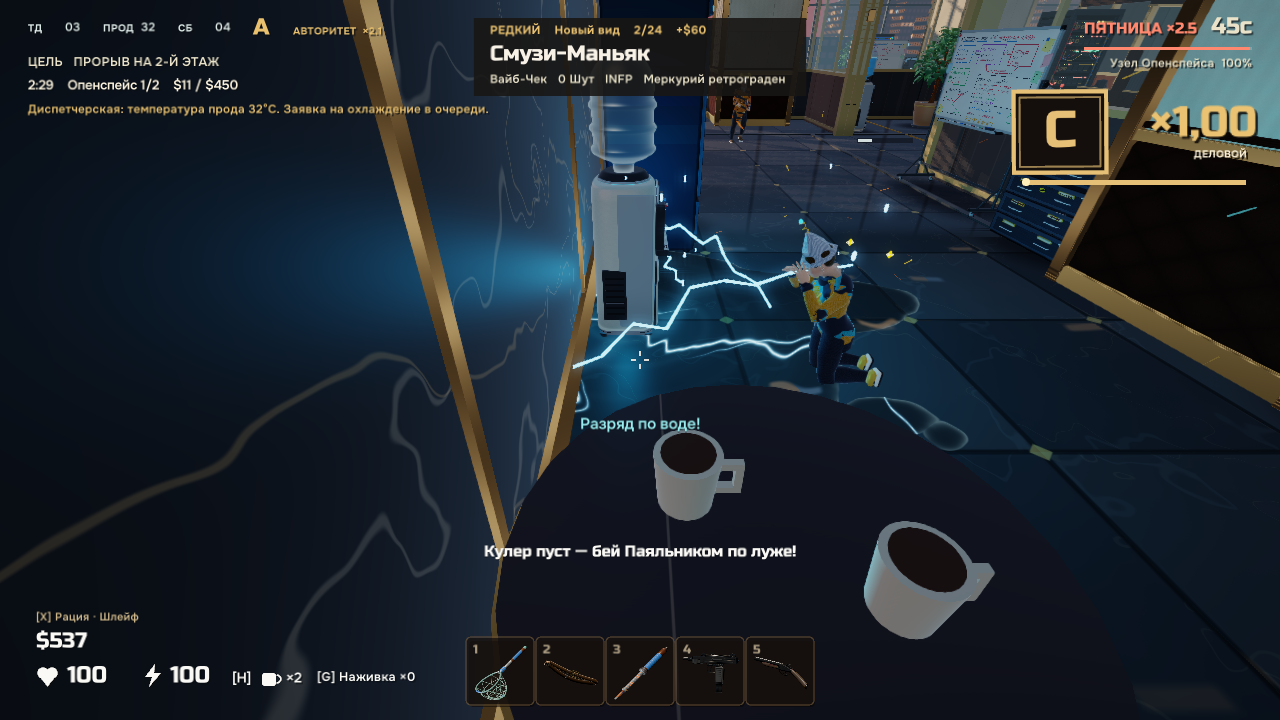 ТД 03 ПРОД 32 СБ 04 A АВТОРИТЕТ ×2.1
ЦЕЛЬ ПРОРЫВ НА 2-Й ЭТАЖ
2:29 Опенспейс 1/2 $11 / $450
Диспетчерская: температура прода 32°C. Заявка на охлаждение в очереди.
РЕДКИЙ Новый вид 2/24 +$60
Смузи-Маньяк
Вайб-Чек 0 Шут INFP Меркурий ретрограден
ПЯТНИЦА ×2.5 45с
Узел Опенспейса 100%
C ×1,00
ДЕЛОВОЙ
Разряд по воде!
Кулер пуст — бей Паяльником по луже!
[X] Рация · Шлейф
$537
100 100 [H] ×2 [G] Наживка ×0
1 2 3 4 5